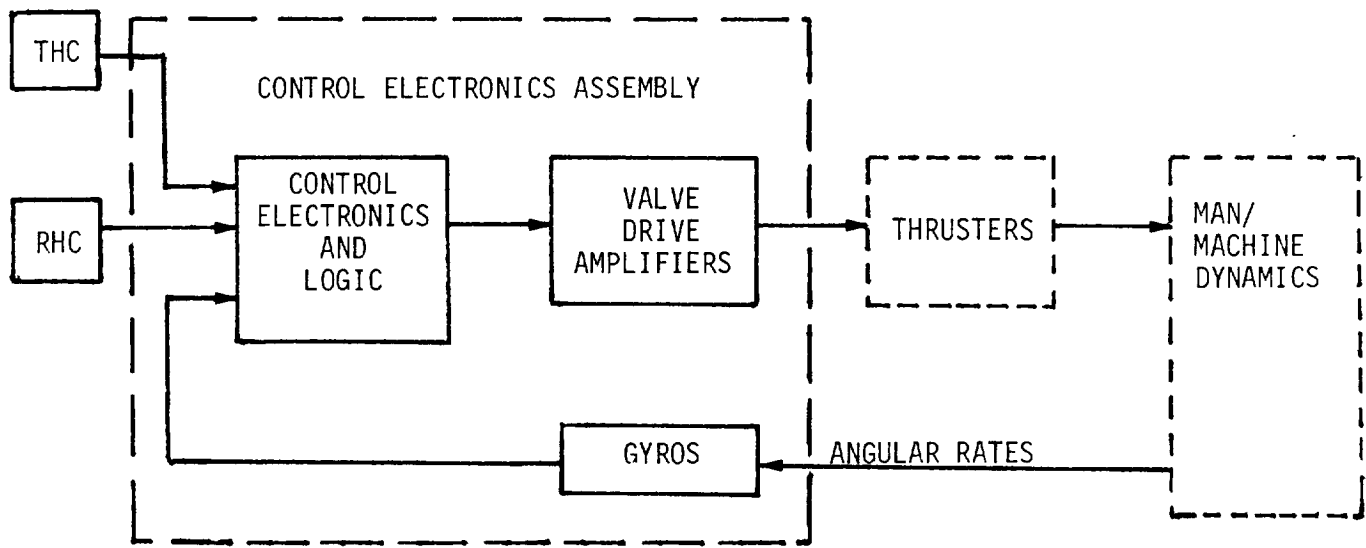 THC
CONTROL ELECTRONICS ASSEMBLY
RHC
CONTROL
ELECTRONICS
AND
LOGIC
VALVE
DRIVE
AMPLIFIERS
THRUSTERS
MAN/
MACHINE
DYNAMICS
GYROS
ANGULAR RATES